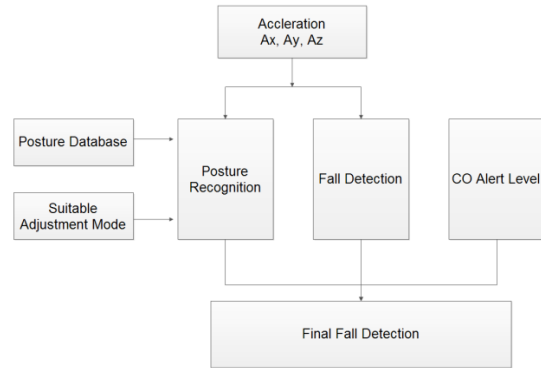 Accleration
Ax, Ay, Az
Posture Database
Suitable
Adjustment Mode
Posture
Recognition
Fall Detection
CO Alert Level
Final Fall Detection